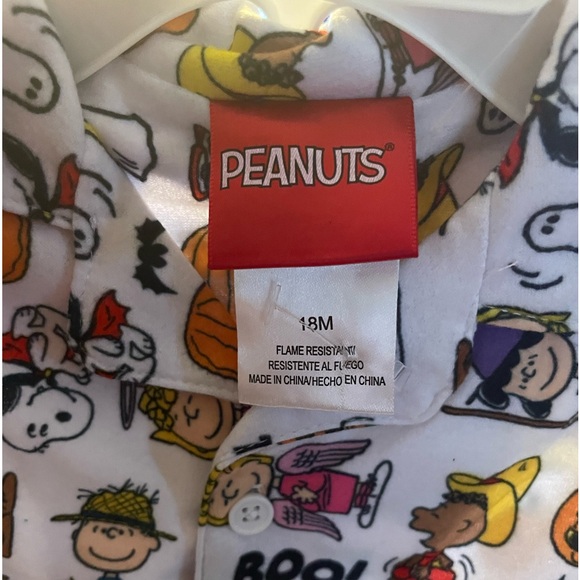 PEANUTS®
18M
FLAME RESISTANT/
RESISTENTE AL FUEGO
MADE IN CHINA/HECHO EN CHINA
BOO!